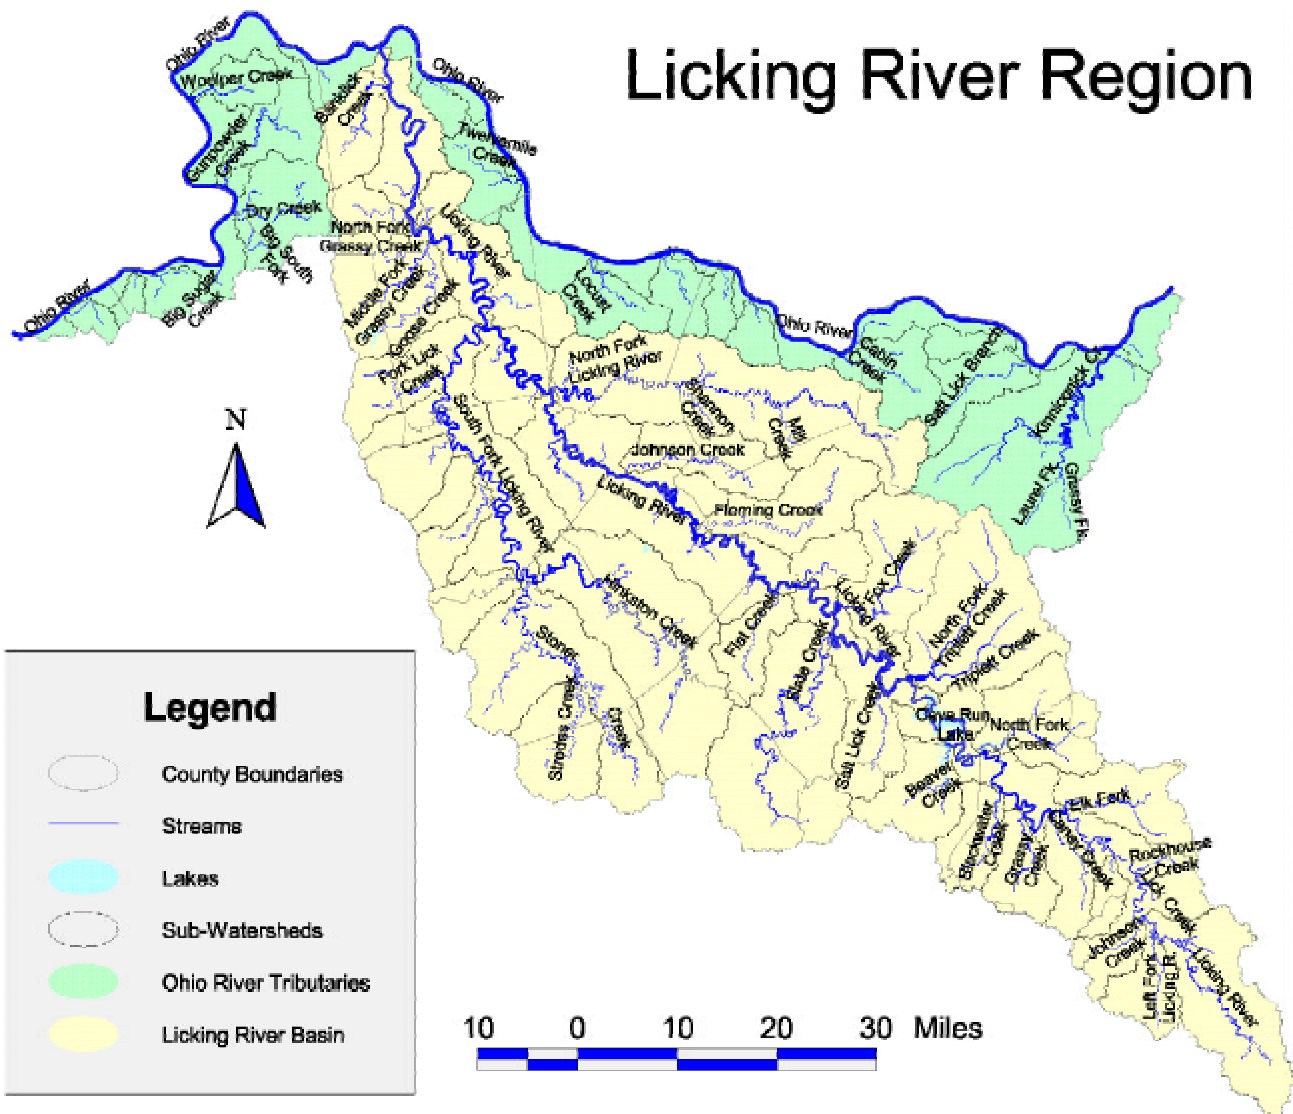 Licking River Region
Ohio River
Woolper Creek
Banklick
Creek
Ohio River
Gunpowder
Creek
Twelvemile
Creek
Dry Creek
Big South
Fork
North Fork
Grassy Creek
Licking River
Ohio River
Big Sugar
Creek
Middle Fork
Grassy Creek
Grassy Creek
Locust
Creek
Fork Lick
Creek
North Fork
Licking River
Ohio River
Cabin
Creek
Salt Lick Branch
Kinniconick Cr.
Shannon
Creek
Mill
Creek
South Fork Licking River
Johnson Creek
Licking River
Fleming Creek
Laurel Fk.
Grassy Fk.
N
Hinkston Creek
Flat Creek
Licking River
Fox Creek
North Fork
Triplett Creek
Triplett Creek
Slate Creek
Stoner
Creek
Strodes Creek
Salt Lick Creek
Cave Run
Lake
North Fork
Creek
Beaver
Creek
Blackwater
Creek
Grassy
Creek
Elk Fork
Caney Creek
Rockhouse
Creek
Lick Creek
Johnson
Creek
Left Fork
Licking R.
Licking River
Legend
County Boundaries
Streams
Lakes
Sub-Watersheds
Ohio River Tributaries
Licking River Basin
10 0 10 20 30 Miles